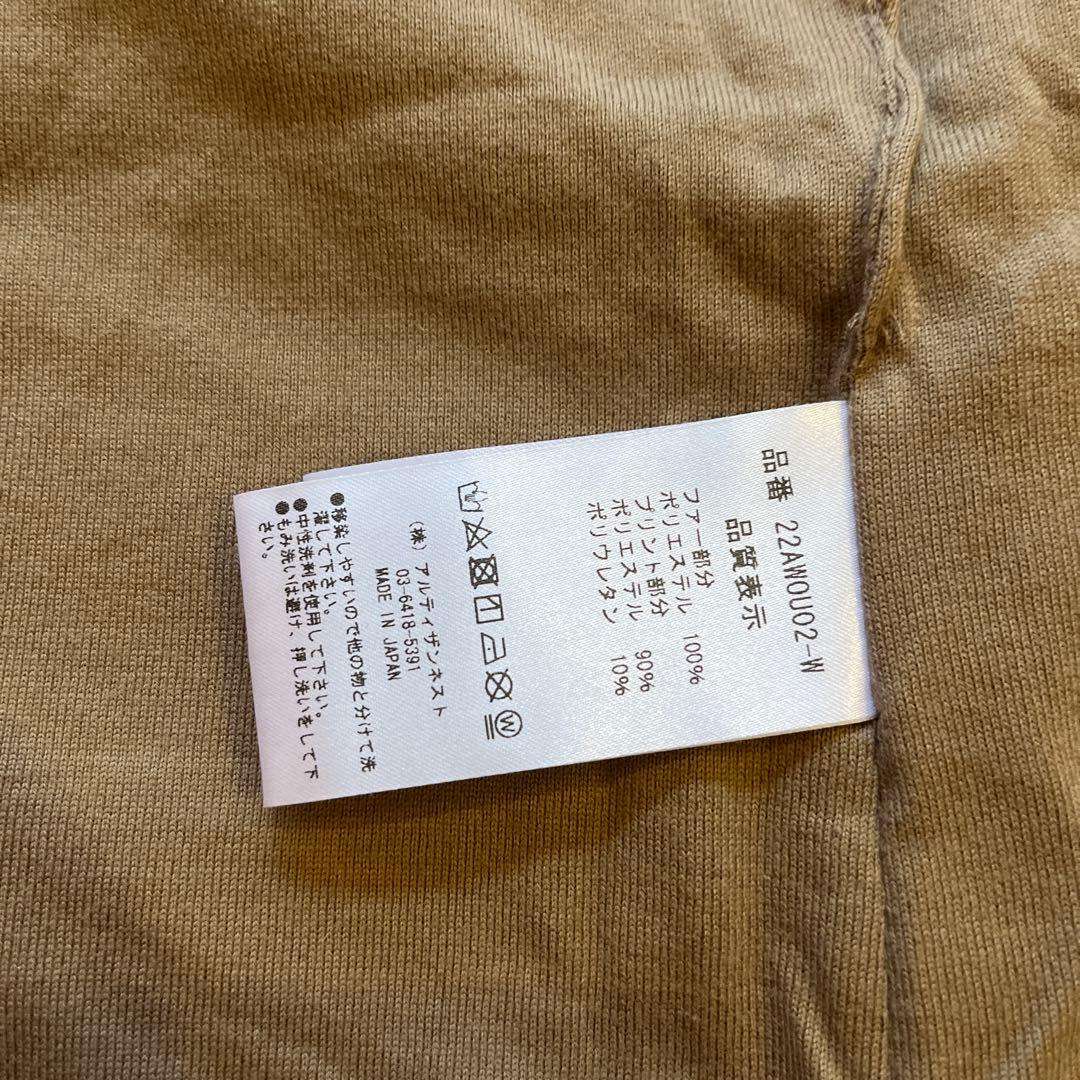 品番 22AWOU02-W
品質表示
ファー部分
ポリエステル 100%
プリント部分
ポリエステル 90%
ポリウレタン 10%
W
(株) アルティザンネスト
03-6418-5391
MADE IN JAPAN
●移染しやすいので他の物と分けて洗
濯して下さい。
●中性洗剤を使用して下さい。
●もみ洗いは避け、押し洗いをして下
さい。